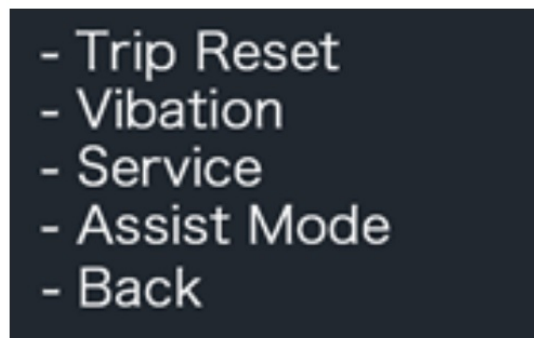 - Trip Reset
- Vibation
- Service
- Assist Mode
- Back